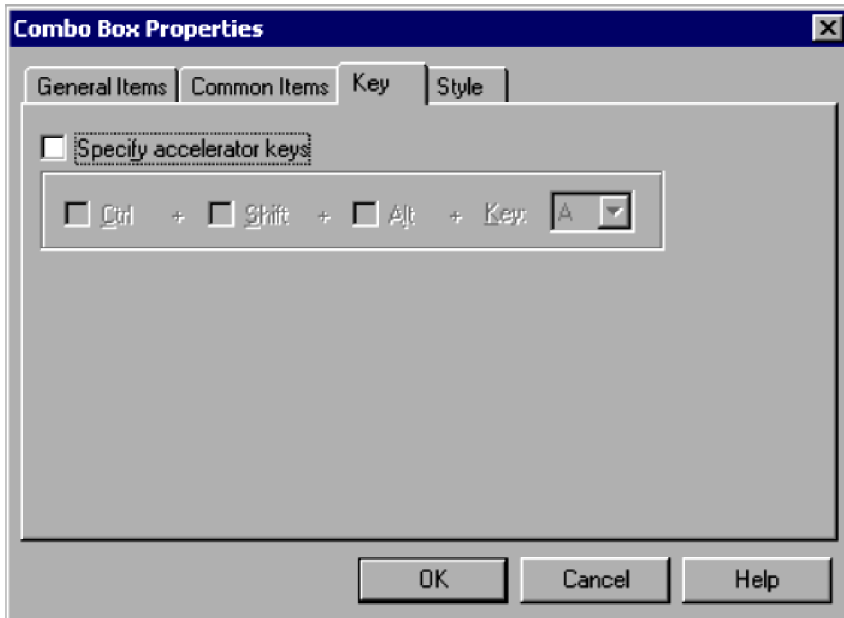 Combo Box Properties
General Items Common Items Key Style
Specify accelerator keys
Ctrl + Shift + Alt + Key: A
OK Cancel Help